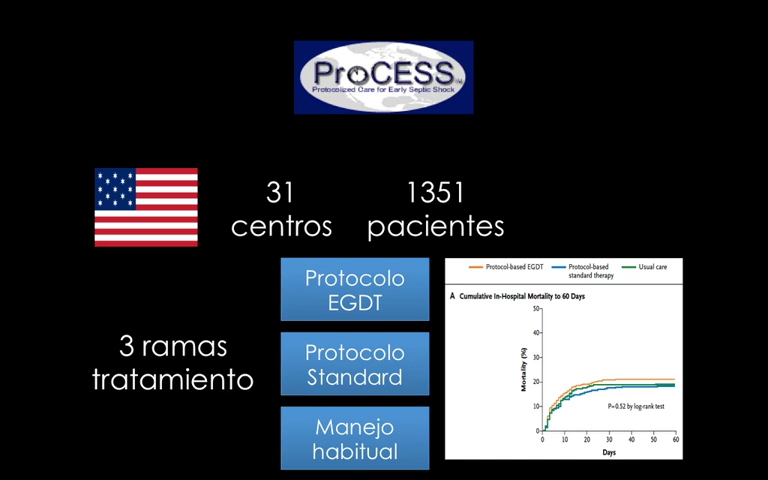 ProCESS
Protocolized Care for Early Septic Shock
31
centros
1351
pacientes
3 ramas
tratamiento
Protocolo
EGDT
Protocolo
Standard
Manejo
habitual
Protocol-based EGDT
Protocol-based
standard therapy
Usual care
A Cumulative In-Hospital Mortality to 60 Days
Mortality (%)
50
40
30
20
10
0
P=0.52 by log-rank test
0 10 20 30 40 50 60
Days